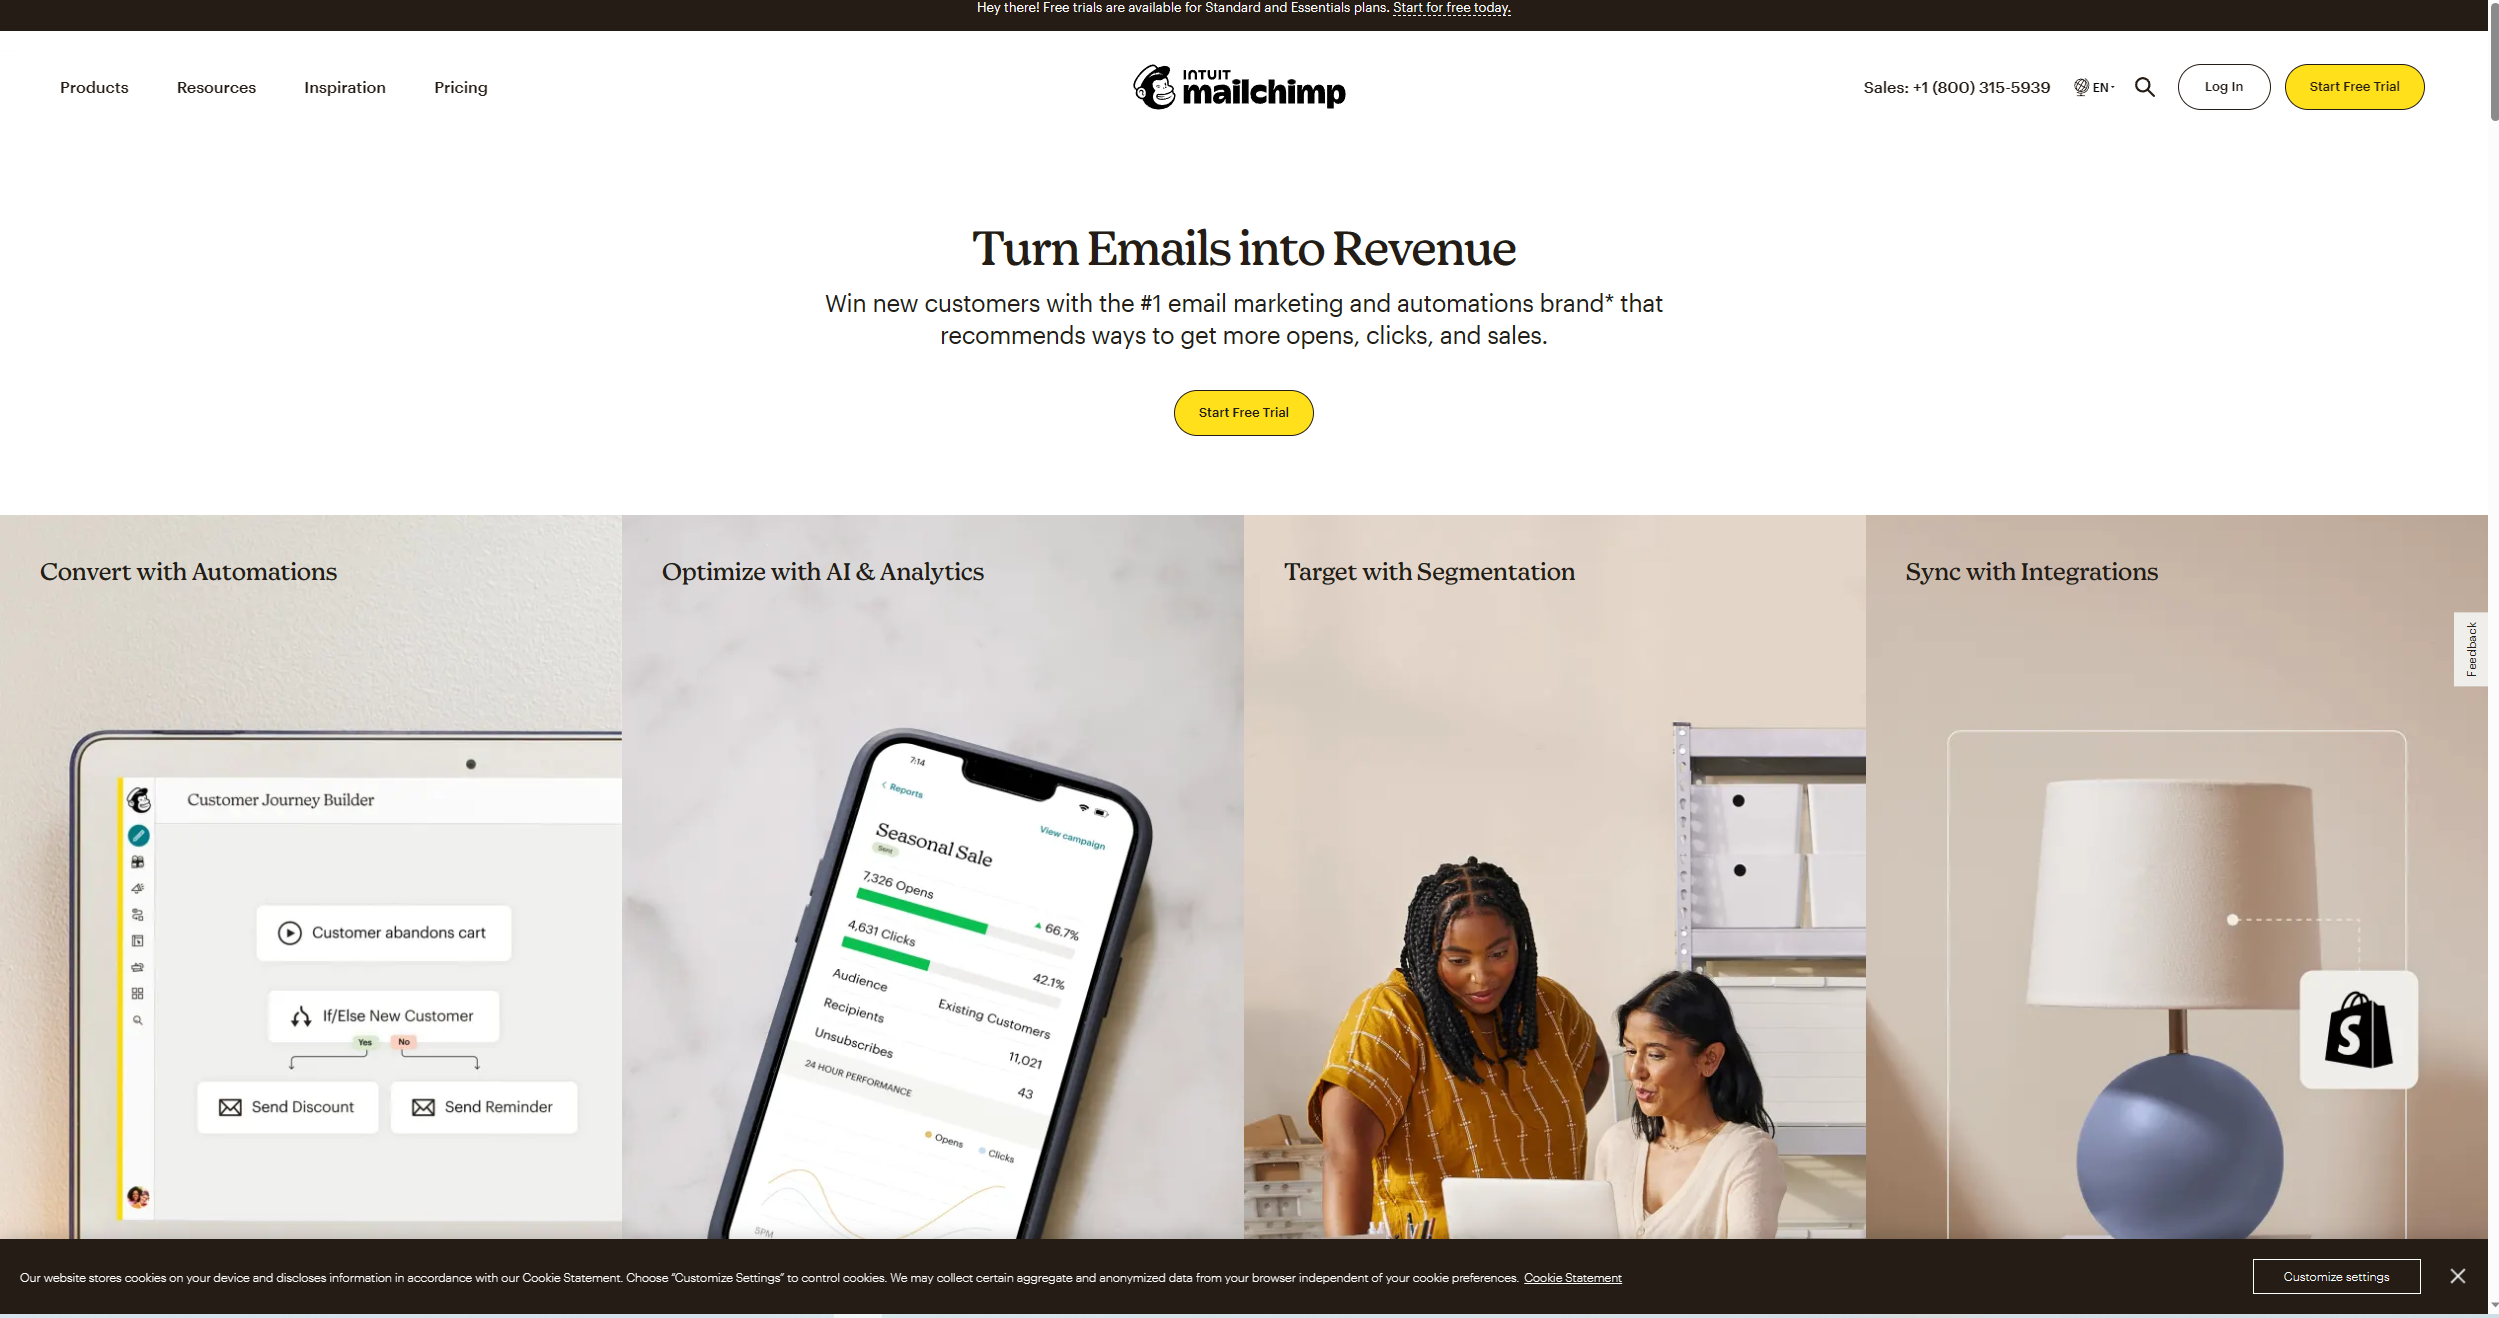 Hey there! Free trials are available for Standard and Essentials plans. Start for free today.
Products
Resources
Inspiration
Pricing
INTUIT
mailchimp
Sales: +1 (800) 315-5939
EN
Log In
Start Free Trial
Turn Emails into Revenue
Win new customers with the #1 email marketing and automations brand* that
recommends ways to get more opens, clicks, and sales.
Start Free Trial
Convert with Automations
Customer Journey Builder
Customer abandons cart
If/Else New Customer
Yes
No
Send Discount
Send Reminder
Optimize with AI & Analytics
7:14
Reports
View campaign
Seasonal Sale
Sent
7,326 Opens
66.7%
4,631 Clicks
42.1%
Audience
Existing Customers
Recipients
11,021
Unsubscribes
43
24 HOUR PERFORMANCE
Opens
Clicks
5PM
Target with Segmentation
Sync with Integrations
S
Feedback
Our website stores cookies on your device and discloses information in accordance with our Cookie Statement. Choose "Customize Settings" to control cookies. We may collect certain aggregate and anonymized data from your browser independent of your cookie preferences. Cookie Statement
Customize settings